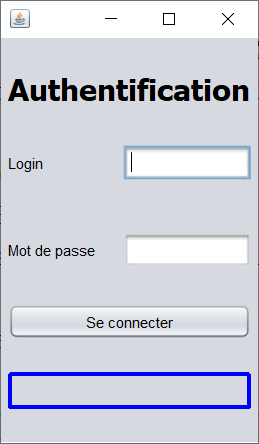 Authentification
Login
Mot de passe
Se connecter